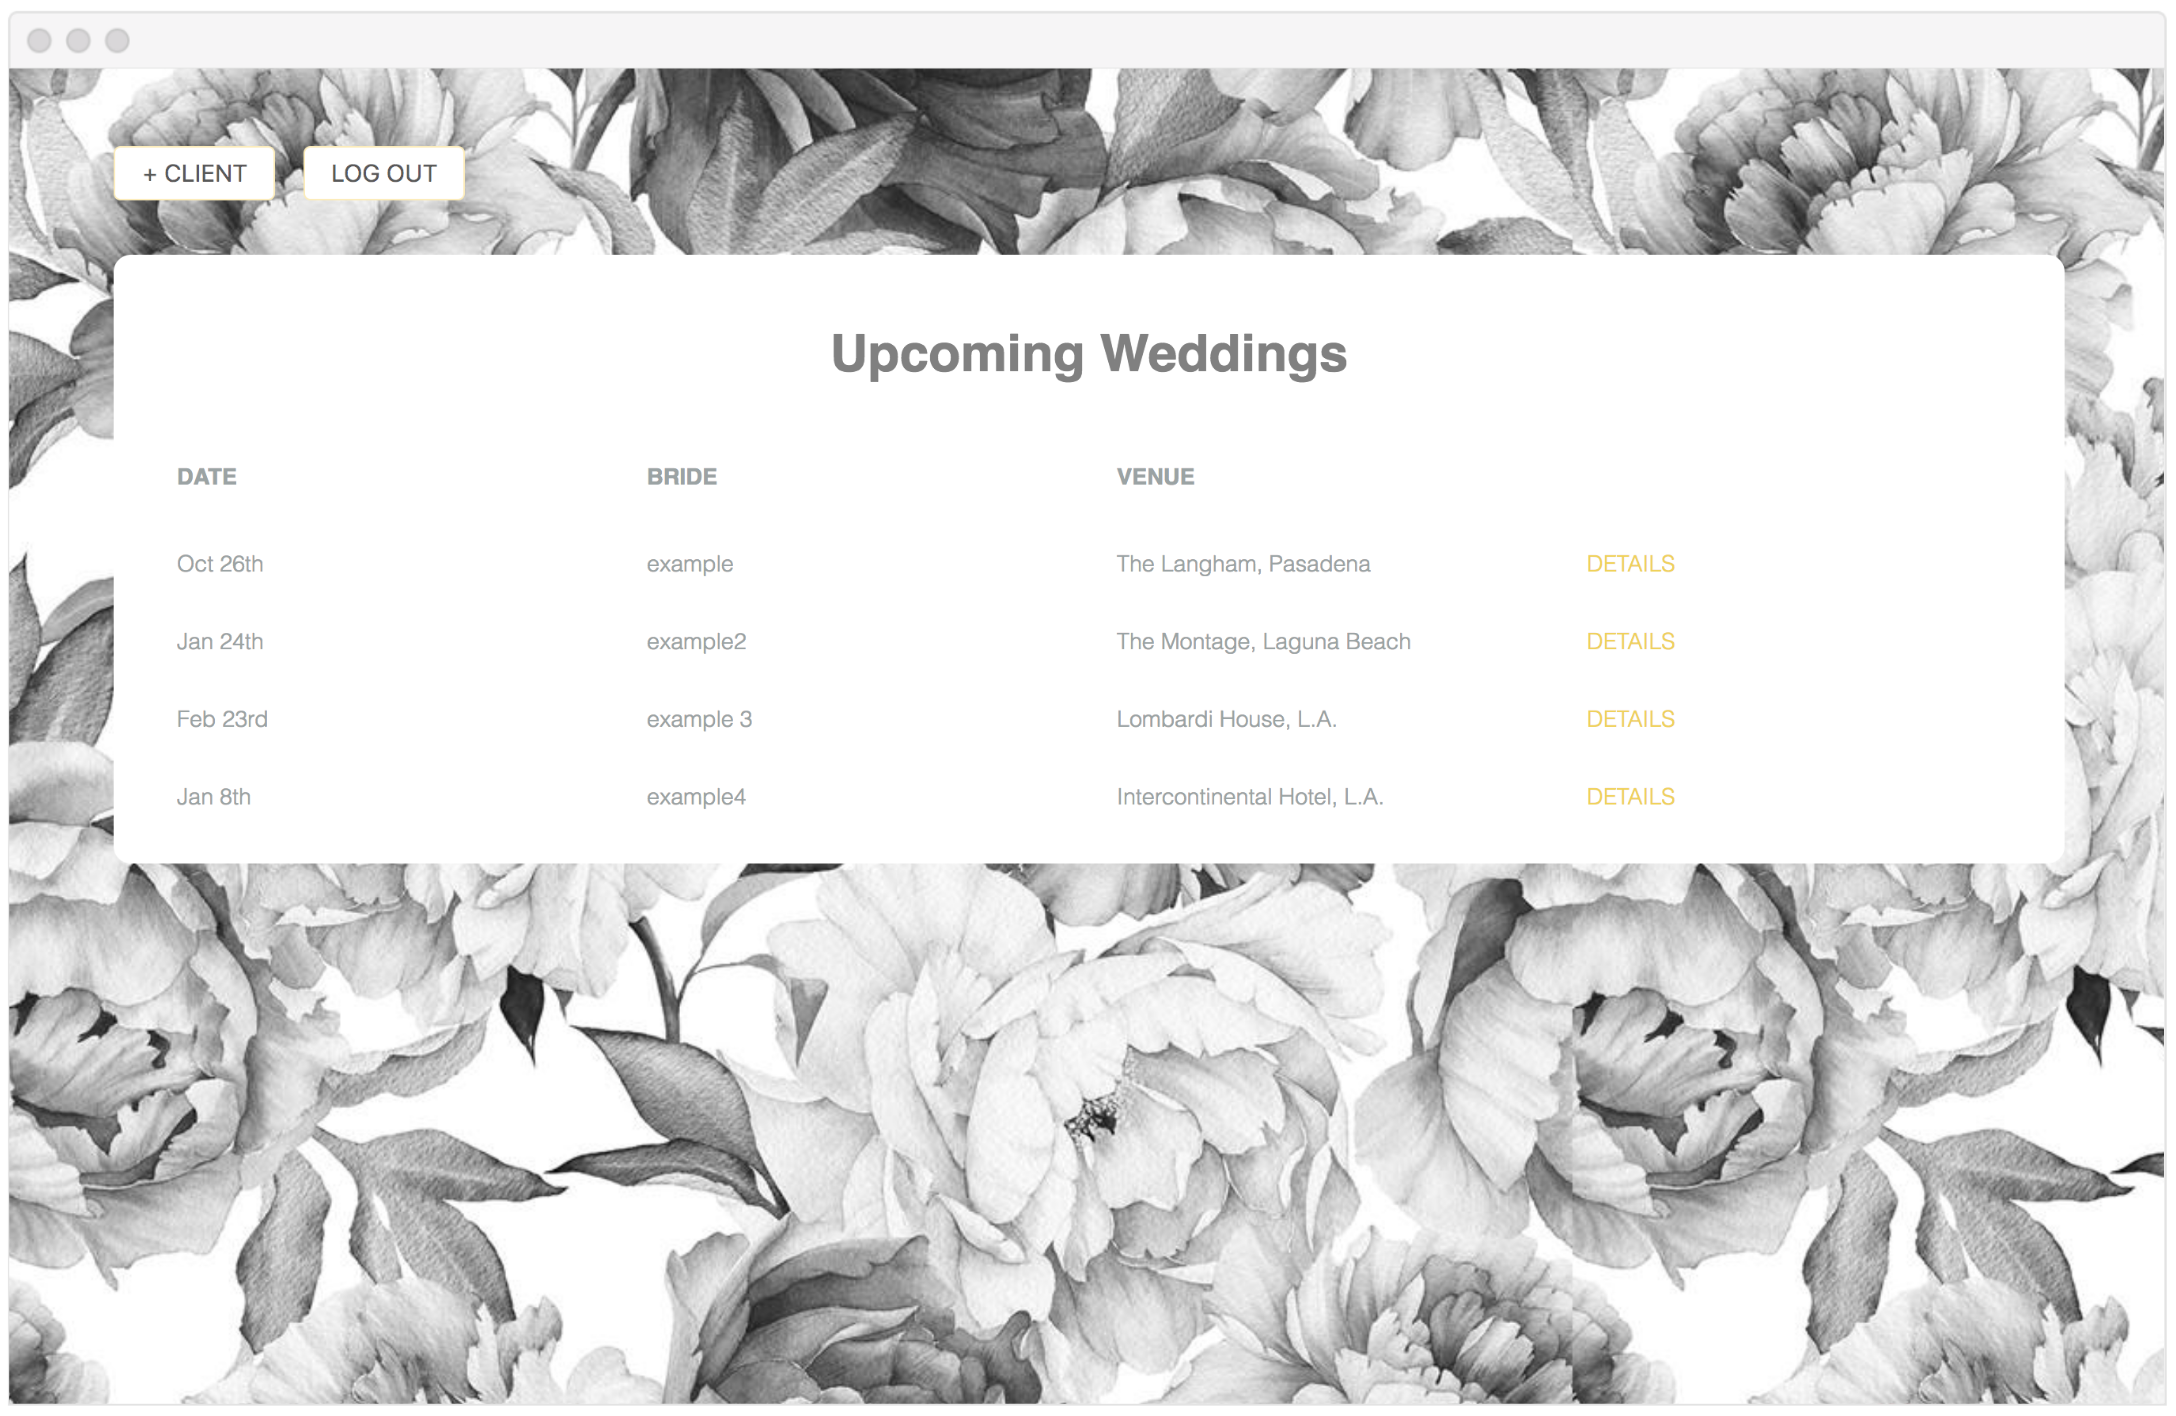 + CLIENT LOG OUT
Upcoming Weddings
DATE BRIDE VENUE
Oct 26th example The Langham, Pasadena DETAILS
Jan 24th example2 The Montage, Laguna Beach DETAILS
Feb 23rd example 3 Lombardi House, L.A. DETAILS
Jan 8th example4 Intercontinental Hotel, L.A. DETAILS